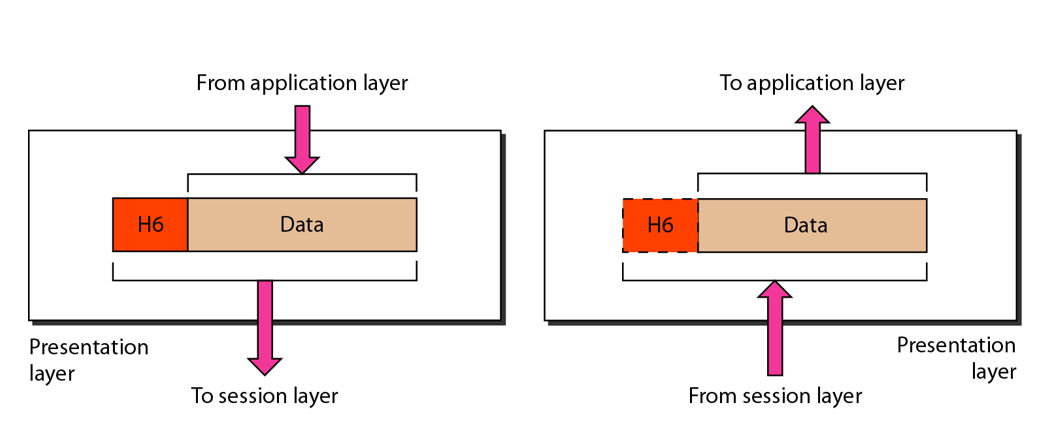 From application layer
To application layer
H6
Data
H6
Data
Presentation
layer
To session layer
Presentation
layer
From session layer